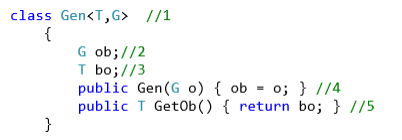 class Gen<T,G>  //1
{
G ob;//2
T bo;//3
public Gen(G o) { ob = o; } //4
public T GetOb() { return bo; } //5
}